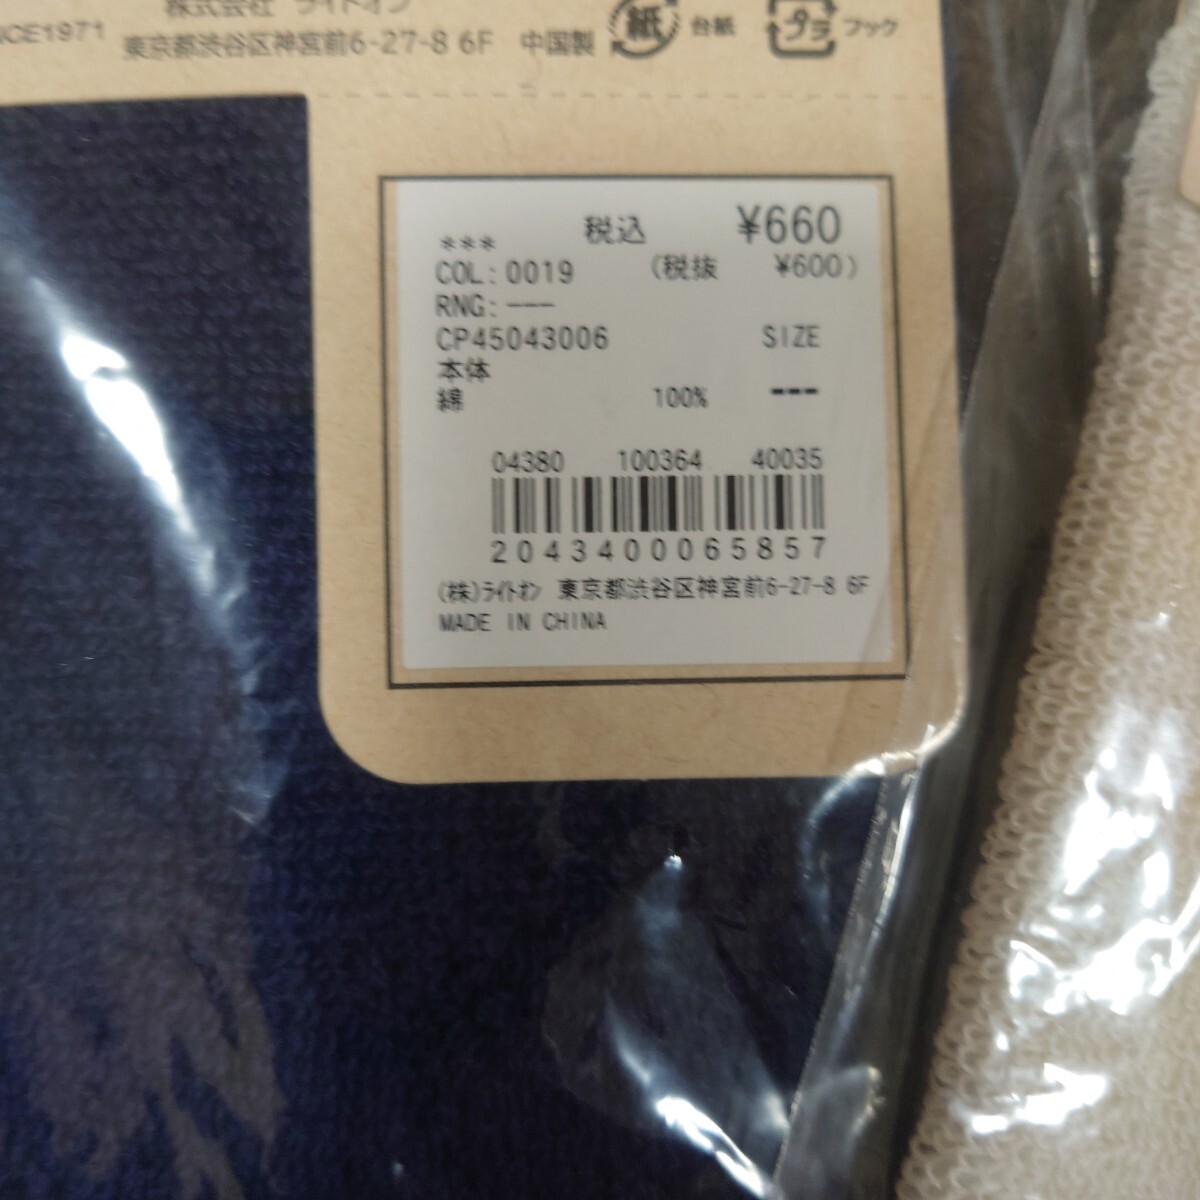 株式会社 ライトオン
NCE1971
東京都渋谷区神宮前6-27-8 6F 中国製 紙 台紙 プラ フック
*** 税込 ¥660
COL:0019 (税抜 ¥600)
RNG:---
CP45043006 SIZE
本体
綿 100% ---
04380 100364 40035
2043400065857
(株)ライトオン 東京都渋谷区神宮前6-27-8 6F
MADE IN CHINA